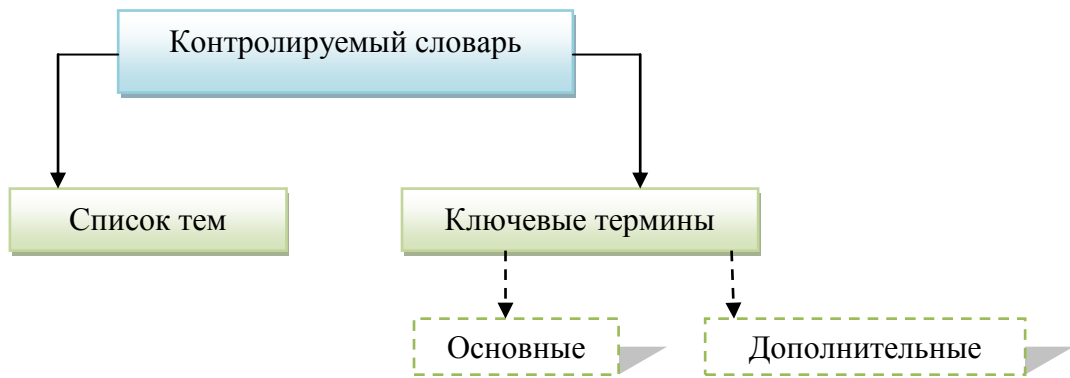 Контролируемый словарь
Список тем
Ключевые термины
Основные
Дополнительные